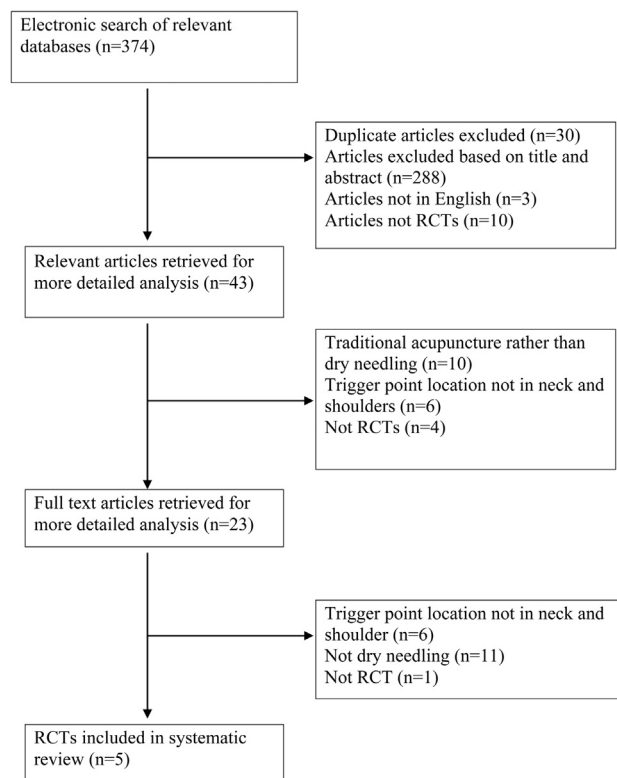 Electronic search of relevant
databases (n=374)
Duplicate articles excluded (n=30)
Articles excluded based on title and
abstract (n=288)
Articles not in English (n=3)
Articles not RCTs (n=10)
Relevant articles retrieved for
more detailed analysis (n=43)
Traditional acupuncture rather than
dry needling (n=10)
Trigger point location not in neck and
shoulders (n=6)
Not RCTs (n=4)
Full text articles retrieved for
more detailed analysis (n=23)
Trigger point location not in neck and
shoulder (n=6)
Not dry needling (n=11)
Not RCT (n=1)
RCTs included in systematic
review (n=5)